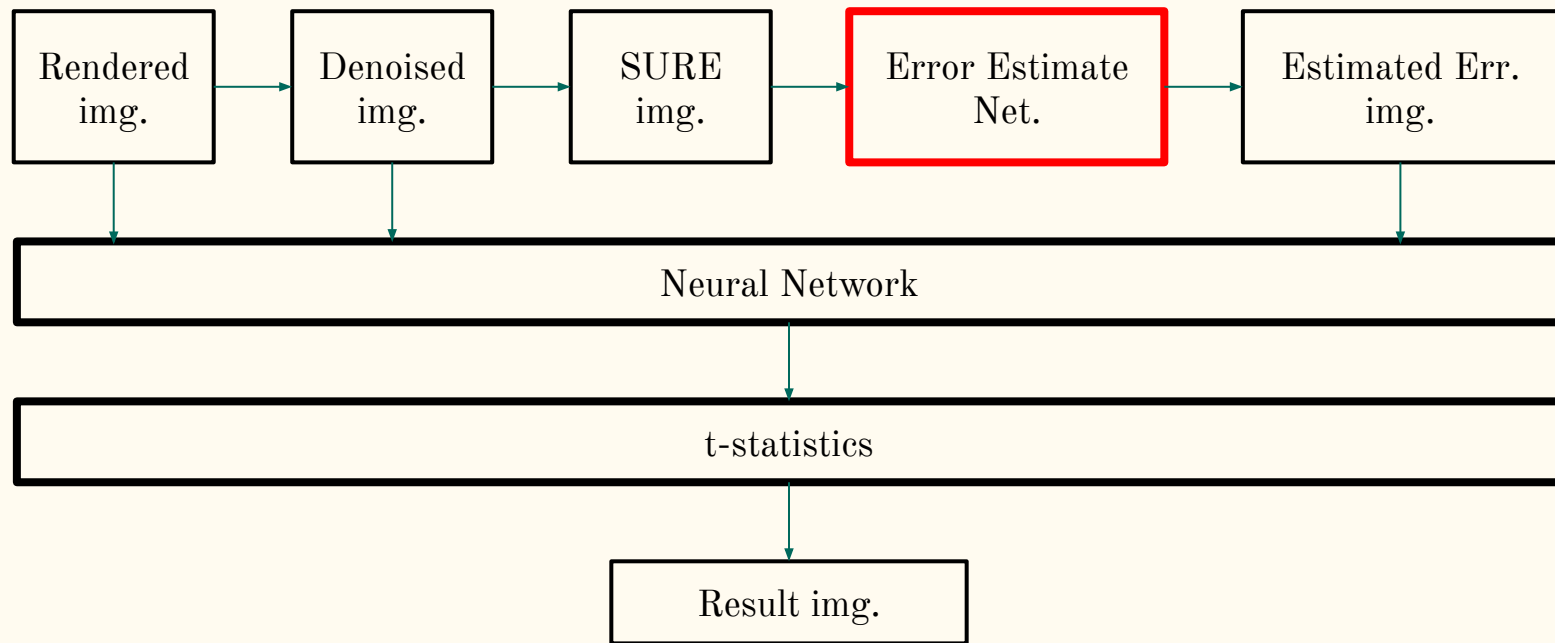 Rendered
img.
Denoised
img.
SURE
img.
Error Estimate
Net.
Estimated Err.
img.
Neural Network
t-statistics
Result img.